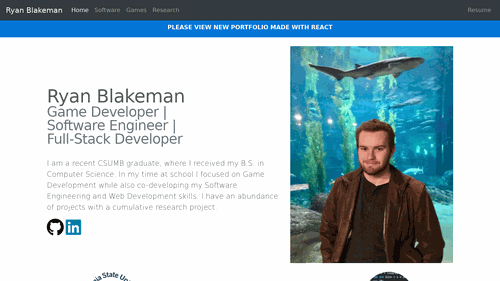 Ryan Blakeman Home Software Games Research Resume
PLEASE VIEW NEW PORTFOLIO MADE WITH REACT
Ryan Blakeman
Game Developer |
Software Engineer |
Full-Stack Developer
I am a recent CSUMB graduate, where I received my B.S. in
Computer Science. In my time at school I focused on Game
Development while also co-developing my Software
Engineering and Web Development skills. I have an abundance
of projects with a cumulative research project.
in
State